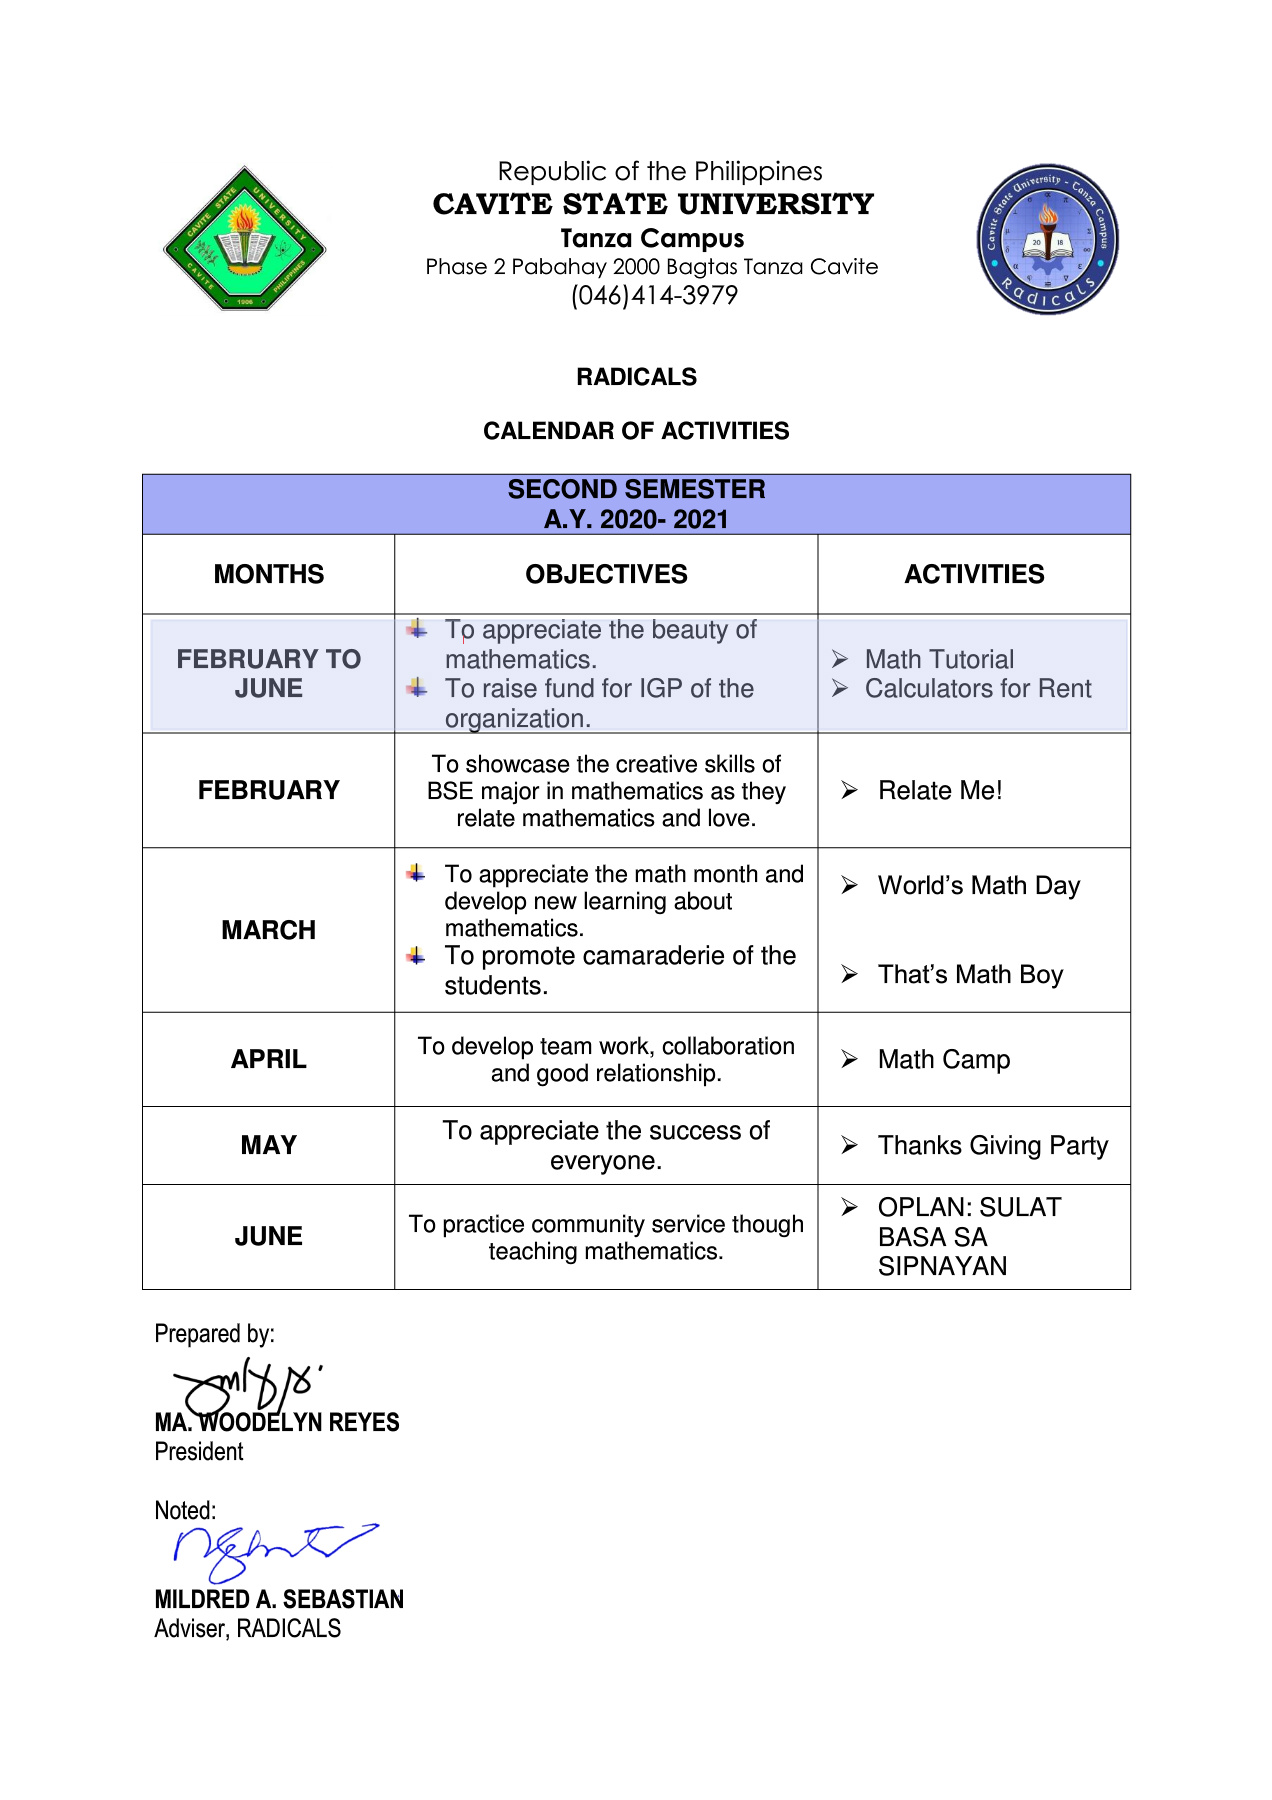 Republic of the Philippines
CAVITE STATE UNIVERSITY
Tanza Campus
Phase 2 Pabahay 2000 Bagtas Tanza Cavite
(046)414-3979
CAVITE STATE UNIVERSITY
CAVITE PHILIPPINES
1906
Cavite State University - Tanza Campus
20 18
Radicals
RADICALS
CALENDAR OF ACTIVITIES
SECOND SEMESTER
A.Y. 2020- 2021
MONTHS OBJECTIVES ACTIVITIES
FEBRUARY TO
JUNE
To appreciate the beauty of
mathematics.
To raise fund for IGP of the
organization.
➢ Math Tutorial
➢ Calculators for Rent
FEBRUARY
To showcase the creative skills of
BSE major in mathematics as they
relate mathematics and love.
➢ Relate Me!
MARCH
To appreciate the math month and
develop new learning about
mathematics.
To promote camaraderie of the
students.
➢ World’s Math Day
➢ That’s Math Boy
APRIL
To develop team work, collaboration
and good relationship.
➢ Math Camp
MAY
To appreciate the success of
everyone.
➢ Thanks Giving Party
JUNE
To practice community service though
teaching mathematics.
➢ OPLAN: SULAT
BASA SA
SIPNAYAN
Prepared by:
MA. WOODELYN REYES
President
Noted:
MILDRED A. SEBASTIAN
Adviser, RADICALS